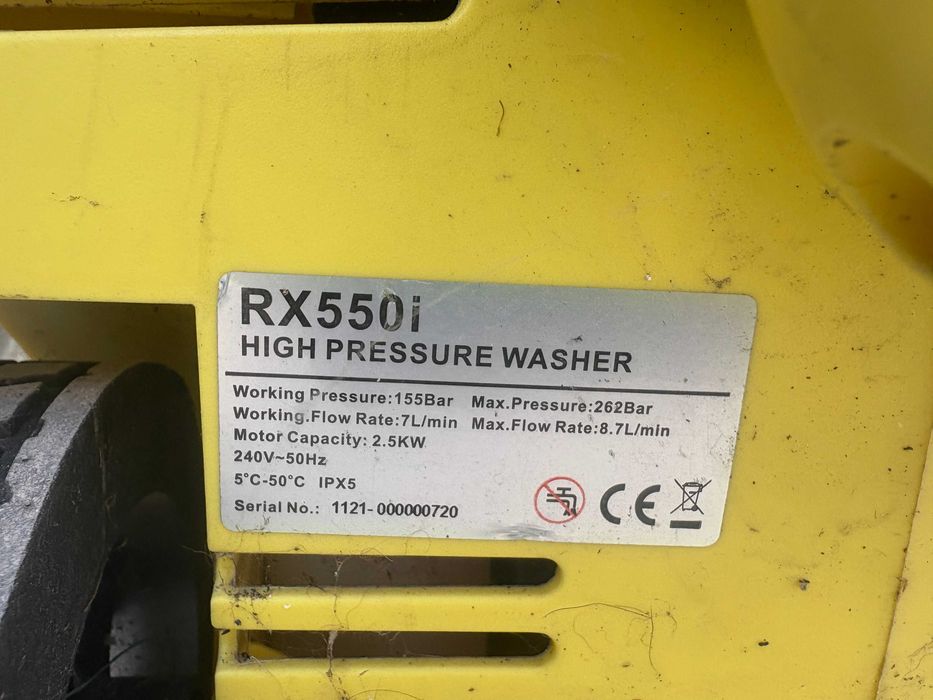 RX550i
HIGH PRESSURE WASHER
Working Pressure:155Bar Max.Pressure:262Bar
Working.Flow Rate:7L/min Max.Flow Rate:8.7L/min
Motor Capacity: 2.5KW
240V~50Hz
5°C-50°C IPX5
Serial No.: 1121-000000720
CE